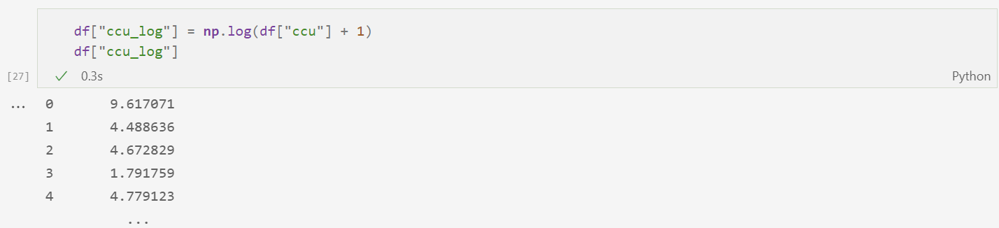 df["ccu_log"] = np.log(df["ccu"] + 1)
df["ccu_log"]
[27] ✓ 0.3s Python
... 0 9.617071
1 4.488636
2 4.672829
3 1.791759
4 4.779123
...